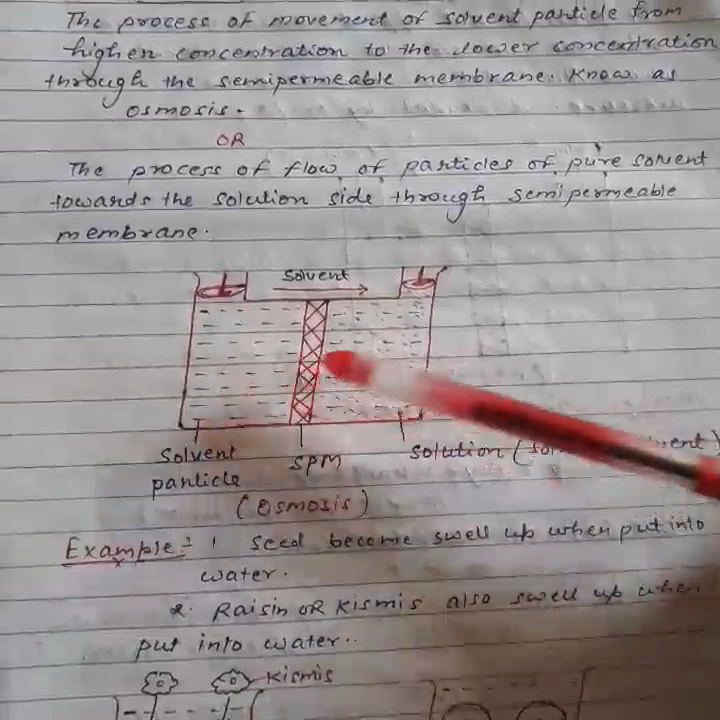 The process of movement of solvent particle from
higher concentration to the lower concentration
through the semipermeable membrane. Know as
osmosis.
OR
The process of flow of particles of pure solvent
towards the solution side through semipermeable
membrane.
Solvent
Solvent
particle
SPM
solution (
(Osmosis)
Example:- 1 Seed become swell up when put into
water.
2. Raisin OR Kismis also swell up when
put into water..
Kismis